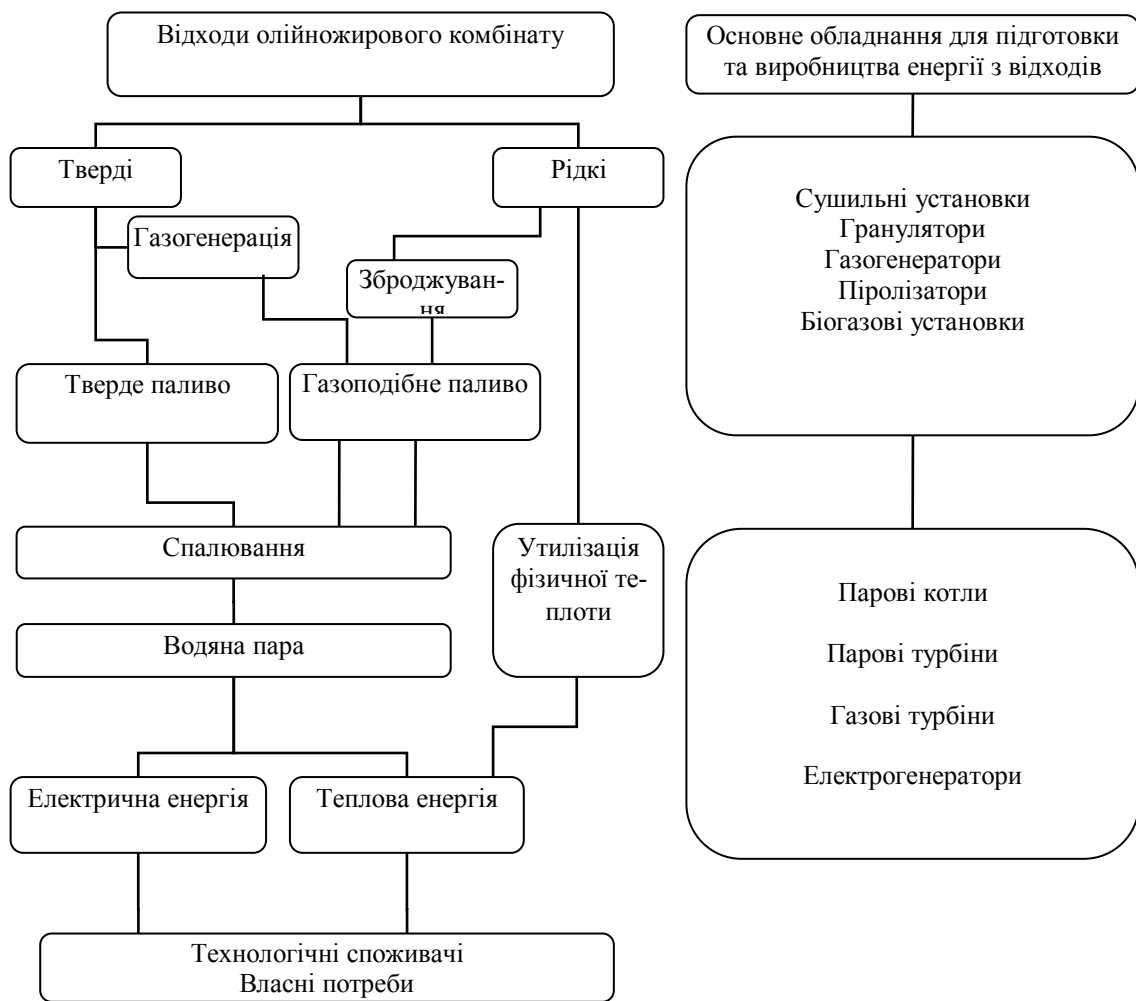 Відходи олійножирового комбінату
Тверді
Рідкі
Газогенерація
Зброджуван-
ня
Тверде паливо
Газоподібне паливо
Спалювання
Утилізація
фізичної те-
плоти
Водяна пара
Електрична енергія
Теплова енергія
Технологічні споживачі
Власні потреби
Основне обладнання для підготовки
та виробництва енергії з відходів
Сушильні установки
Гранулятори
Газогенератори
Піролізатори
Біогазові установки
Парові котли
Парові турбіни
Газові турбіни
Електрогенератори